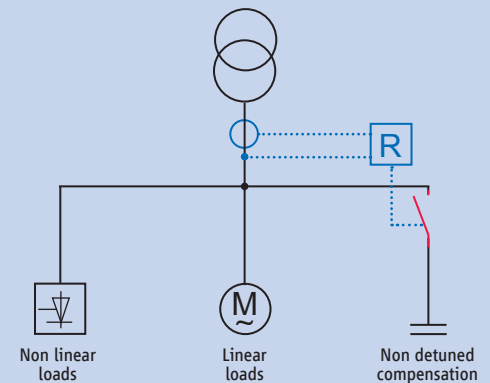 R
M
~
Non linear
loads
Linear
loads
Non detuned
compensation